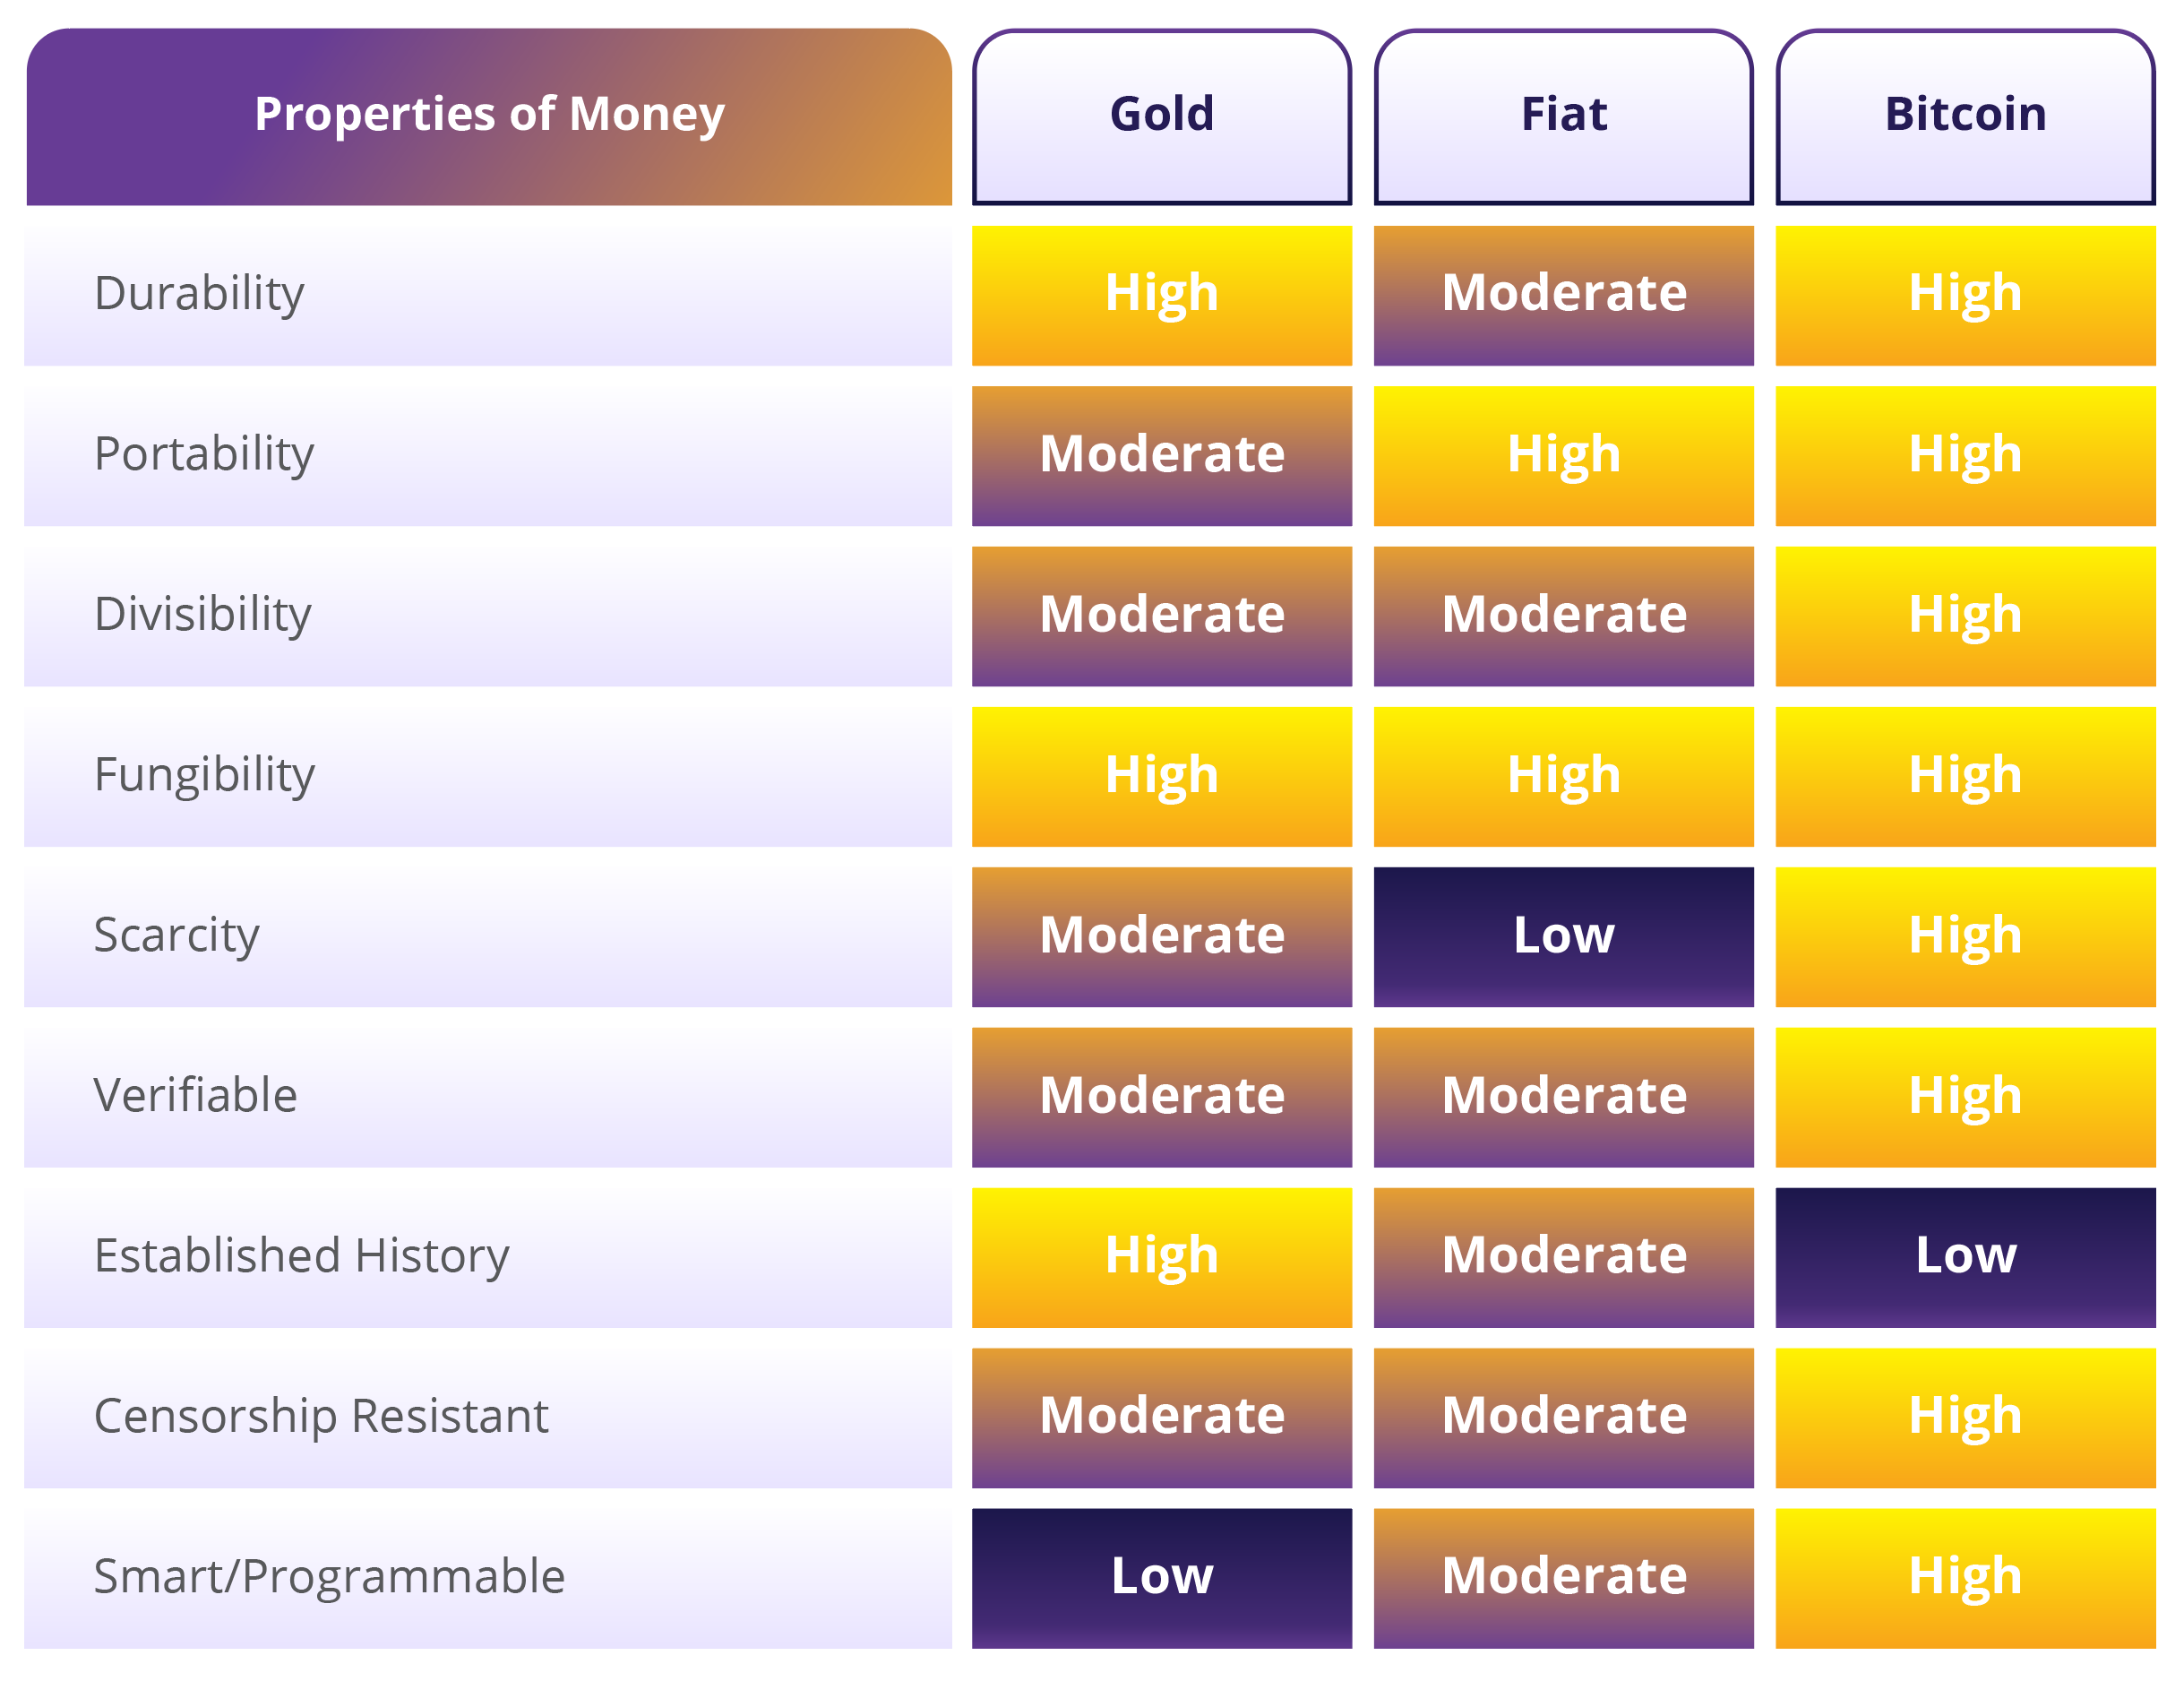 Properties of Money Gold Fiat Bitcoin
Durability High Moderate High
Portability Moderate High High
Divisibility Moderate Moderate High
Fungibility High High High
Scarcity Moderate Low High
Verifiable Moderate Moderate High
Established History High Moderate Low
Censorship Resistant Moderate Moderate High
Smart/Programmable Low Moderate High